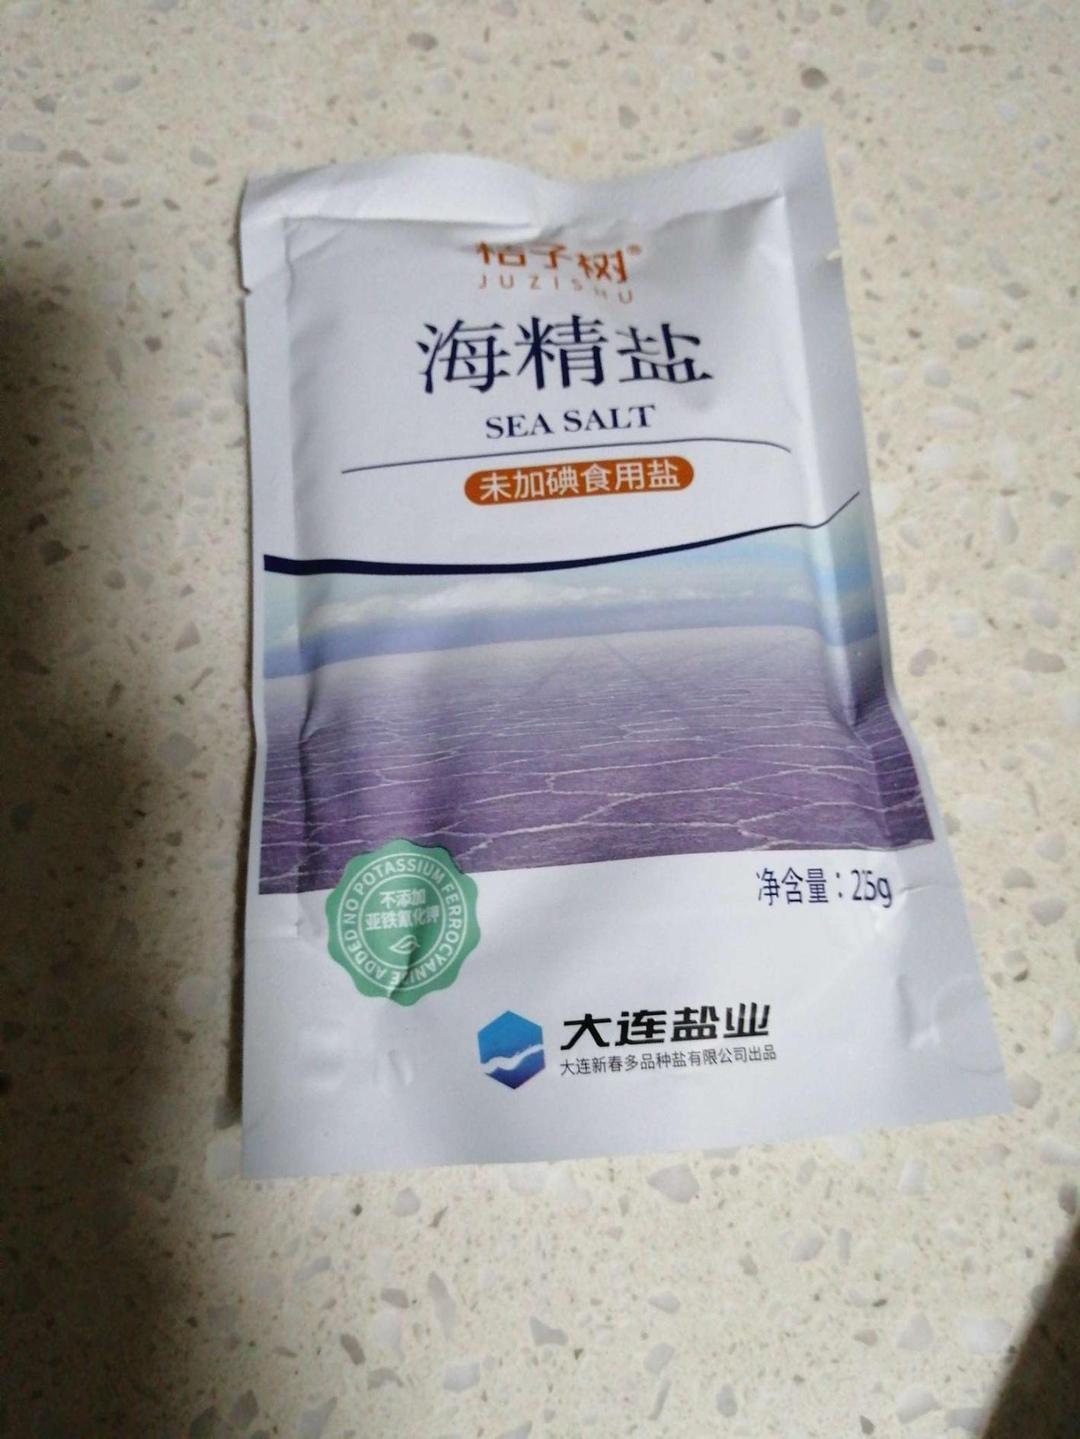 桔子树®
JUZISHU
海精盐
SEA SALT
未加碘食用盐
净含量：25g
NO POTASSIUM FERROCYANIDE ADDED
不添加
亚铁氰化钾
大连盐业
大连新春多品种盐有限公司出品